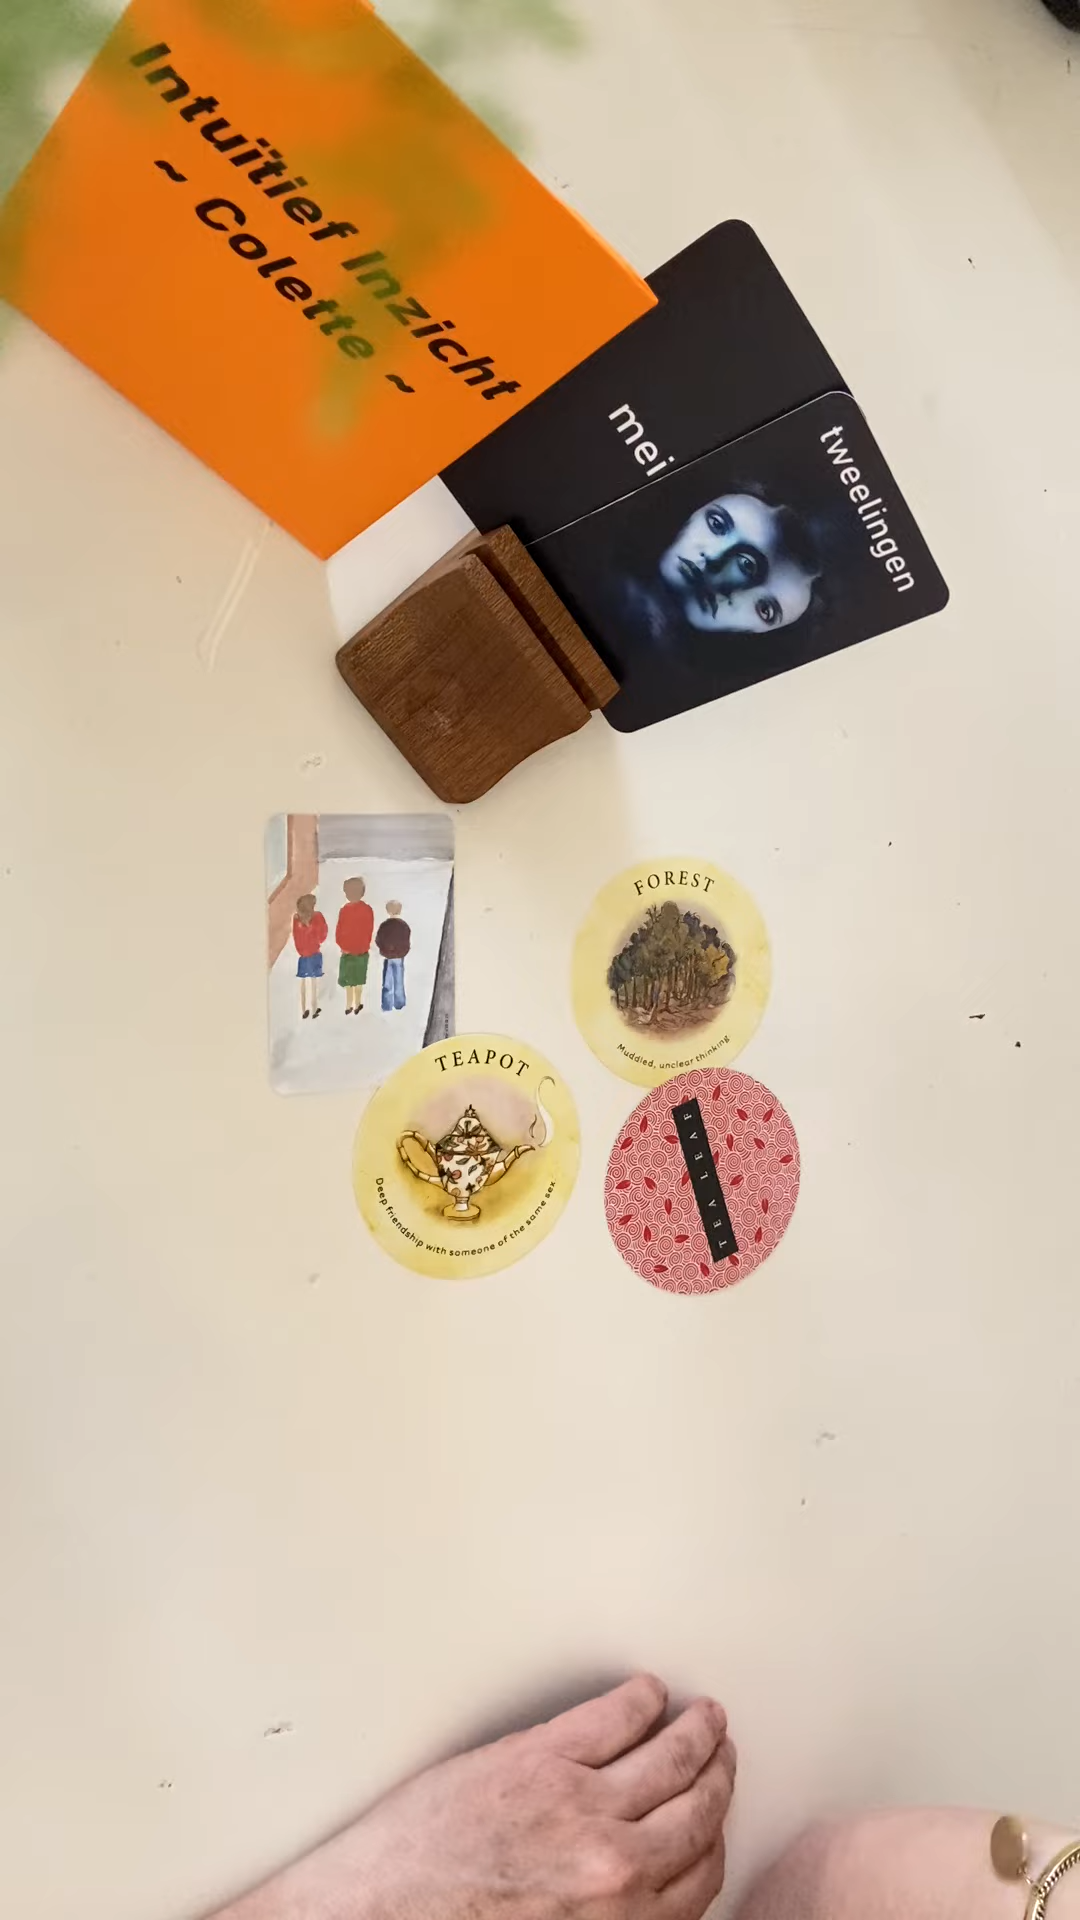 Intuïtief Inzicht
~ Colette ~
mei
tweelingen
FOREST
Muddled, unclear thinking
TEAPOT
Deep friendship with someone of the same sex
TEA LEAF